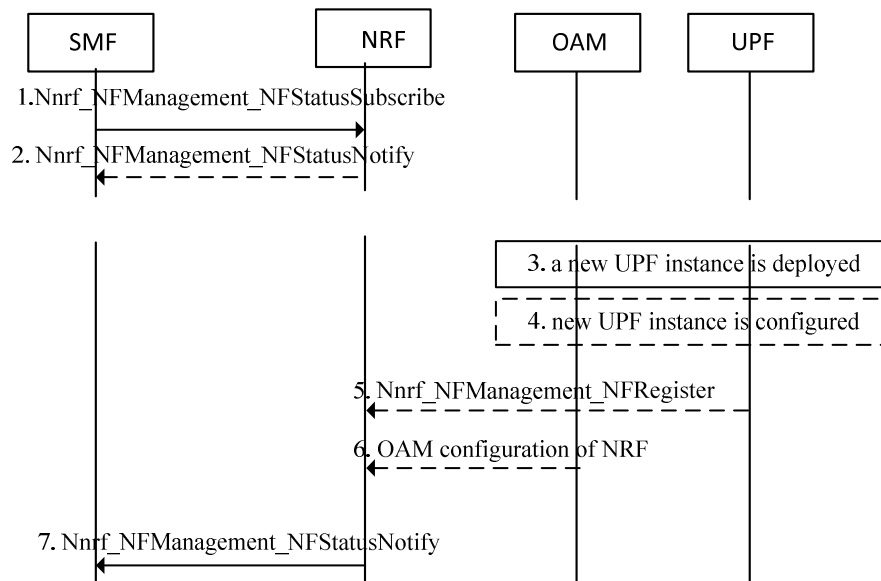 SMF
NRF
OAM
UPF
1.Nnrf_NFManagement_NFStatusSubscribe
2. Nnrf_NFManagement_NFStatusNotify
3. a new UPF instance is deployed
4. new UPF instance is configured
5. Nnrf_NFManagement_NFRegister
6. OAM configuration of NRF
7. Nnrf_NFManagement_NFStatusNotify